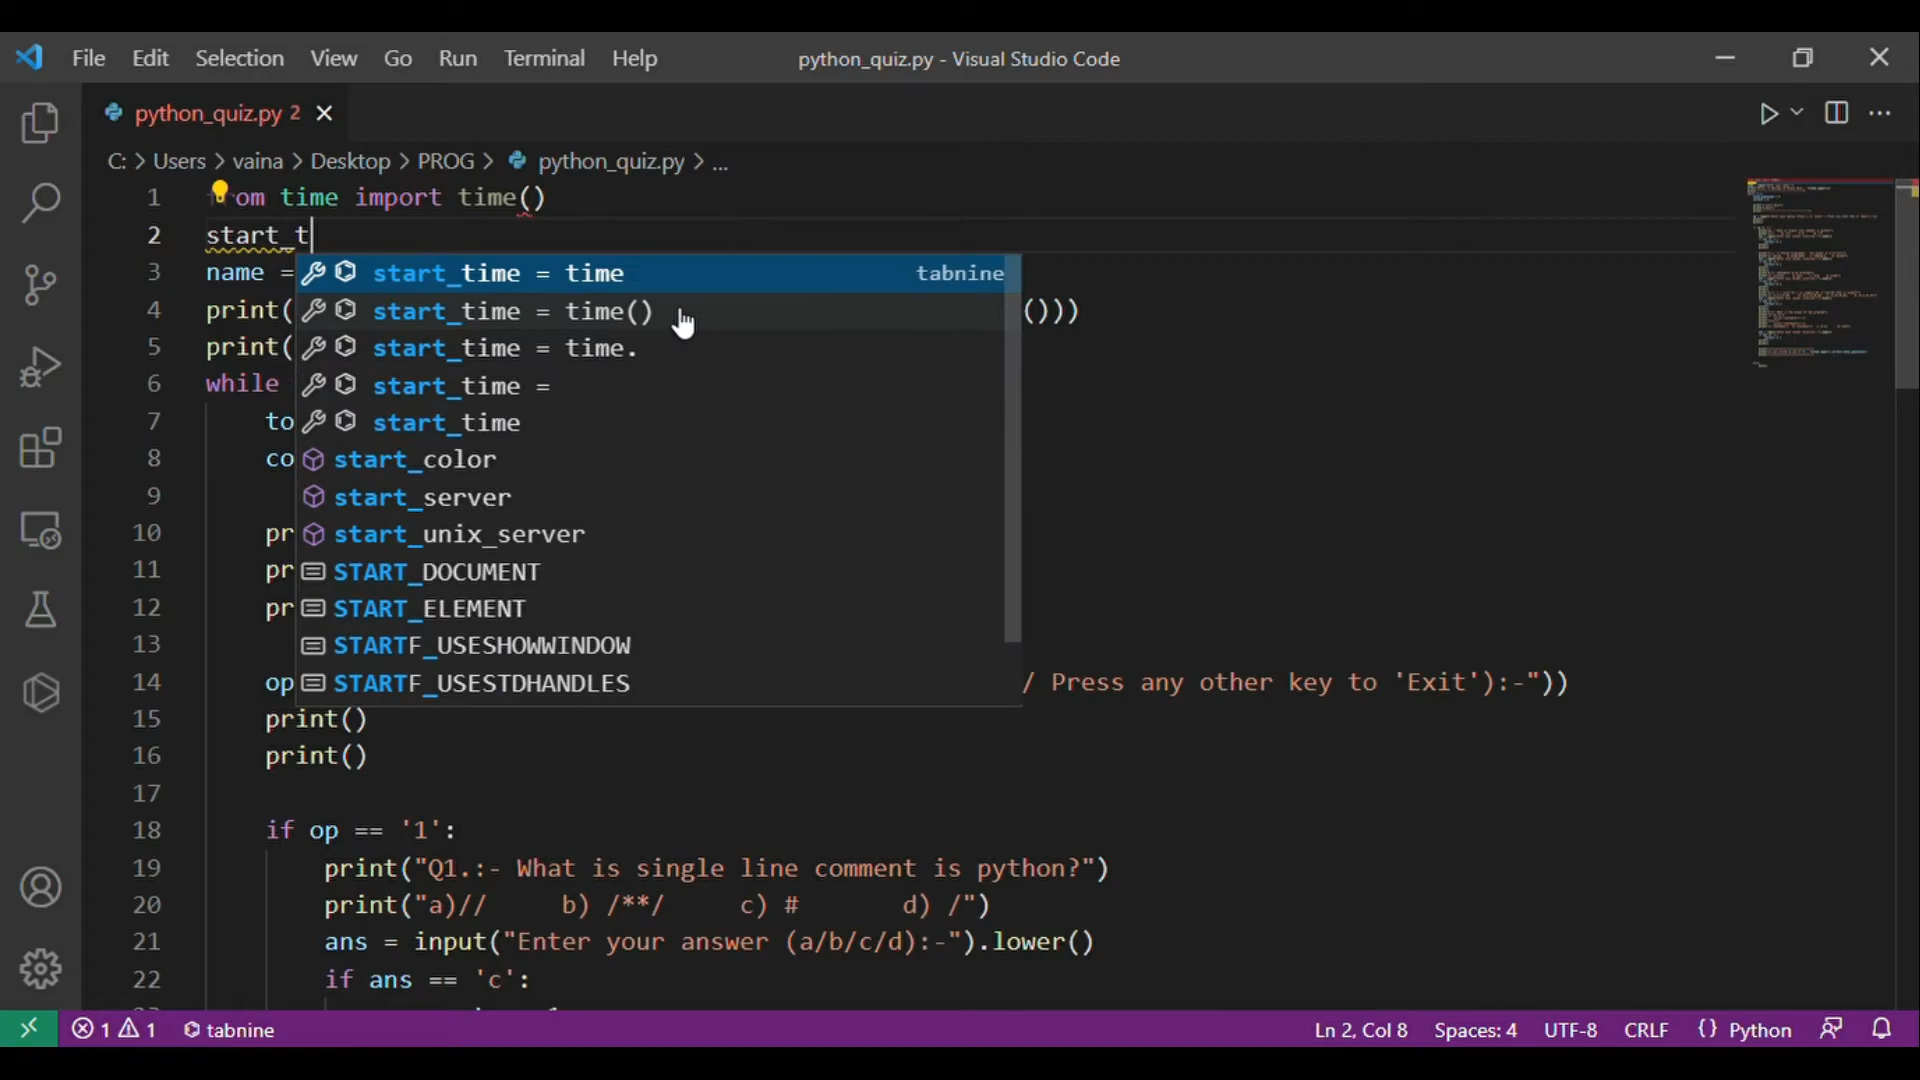 File Edit Selection View Go Run Terminal Help python_quiz.py - Visual Studio Code
python_quiz.py 2
C: > Users > vaina > Desktop > PROG > python_quiz.py > ...
1 from time import time()
2 start_t
3 name =
start_time = time tabnine
4 print( ()))
start_time = time()
5 print(
start_time = time.
6 while
start_time =
7 to
start_time
8 co
start_color
9
start_server
10 pr
start_unix_server
11 pr
START_DOCUMENT
12 pr
START_ELEMENT
13
STARTF_USESHOWWINDOW
14 op / Press any other key to 'Exit'):-"))
STARTF_USESTDHANDLES
15 print()
16 print()
17
18 if op == '1':
19 print("Q1.:- What is single line comment is python?")
20 print("a)// b) /**/ c) # d) /")
21 ans = input("Enter your answer (a/b/c/d):-").lower()
22 if ans == 'c':
1 1 tabnine Ln 2, Col 8 Spaces: 4 UTF-8 CRLF {} Python